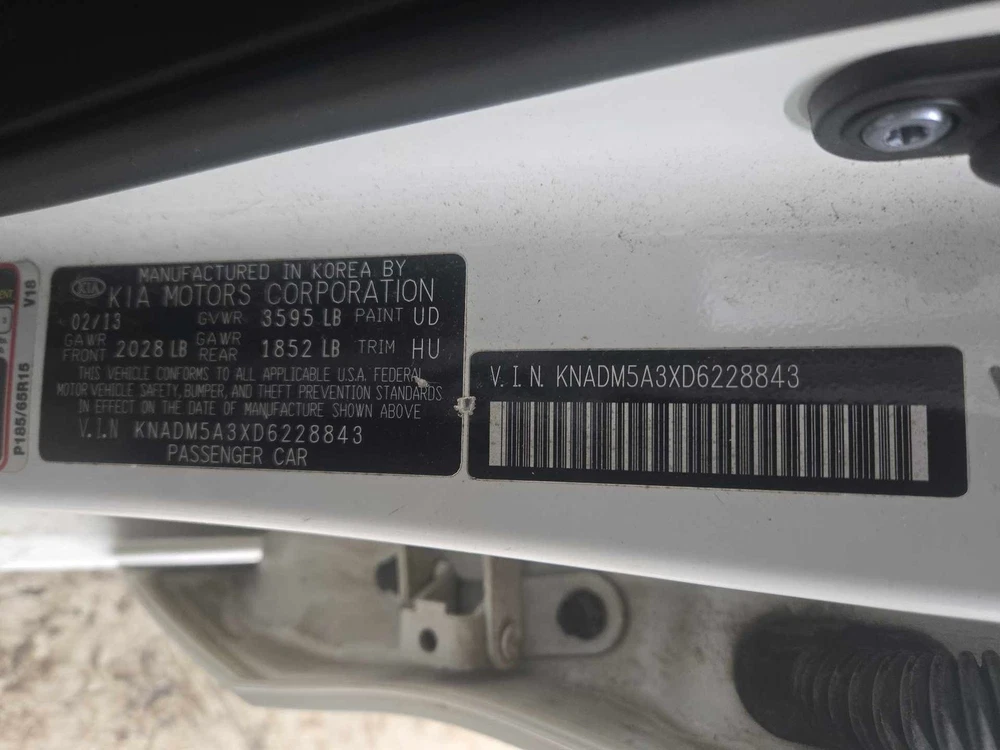 MANUFACTURED IN KOREA BY
KIA KIA MOTORS CORPORATION
02/13 GVWR 3595 LB PAINT UD
GAWR FRONT 2028 LB GAWR REAR 1852 LB TRIM HU
THIS VEHICLE CONFORMS TO ALL APPLICABLE U.S.A. FEDERAL
MOTOR VEHICLE SAFETY, BUMPER, AND THEFT PREVENTION STANDARDS
IN EFFECT ON THE DATE OF MANUFACTURE SHOWN ABOVE
V.I.N KNADM5A3XD6228843
PASSENGER CAR
V.I.N. KNADM5A3XD6228843
V18
P185/65R15